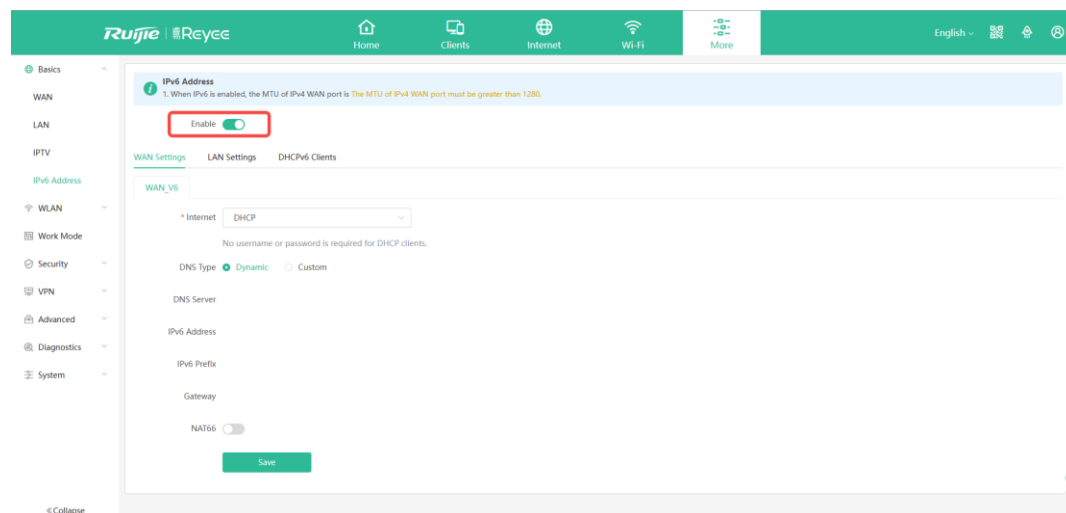 Ruijie Reyee
Home
Clients
Internet
Wi-Fi
More
English
Basics
WAN
LAN
IPTV
IPv6 Address
WLAN
Work Mode
Security
VPN
Advanced
Diagnostics
System
Collapse
IPv6 Address
1. When IPv6 is enabled, the MTU of IPv4 WAN port is The MTU of IPv4 WAN port must be greater than 1280.
Enable
WAN Settings LAN Settings DHCPv6 Clients
WAN_V6
* Internet DHCP
No username or password is required for DHCP clients.
DNS Type Dynamic Custom
DNS Server
IPv6 Address
IPv6 Prefix
Gateway
NAT66
Save